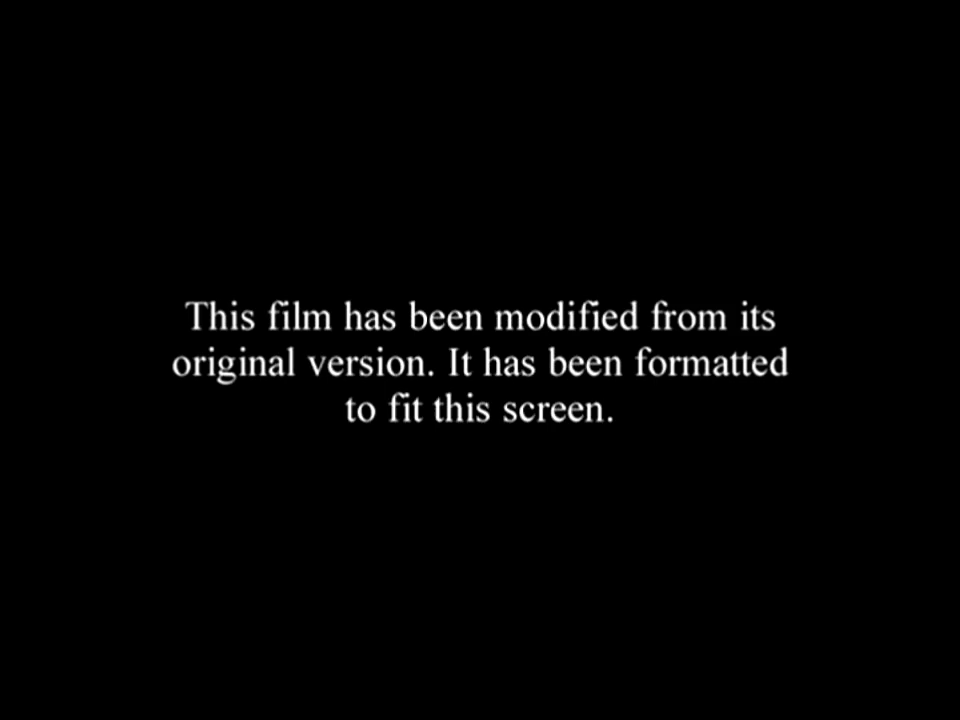 This film has been modified from its
original version. It has been formatted
to fit this screen.